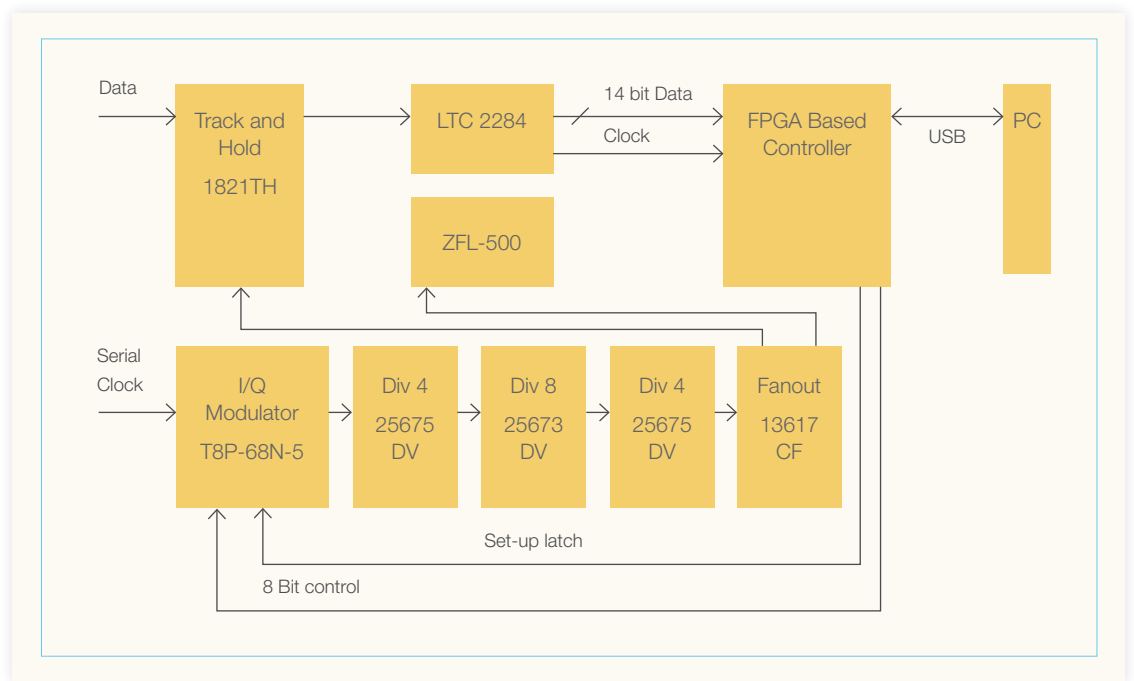 Data
Track and
Hold
1821TH
LTC 2284
14 bit Data
Clock
FPGA Based
Controller
USB
PC
ZFL-500
Serial
Clock
I/Q
Modulator
T8P-68N-5
Div 4
25675
DV
Div 8
25673
DV
Div 4
25675
DV
Fanout
13617
CF
Set-up latch
8 Bit control